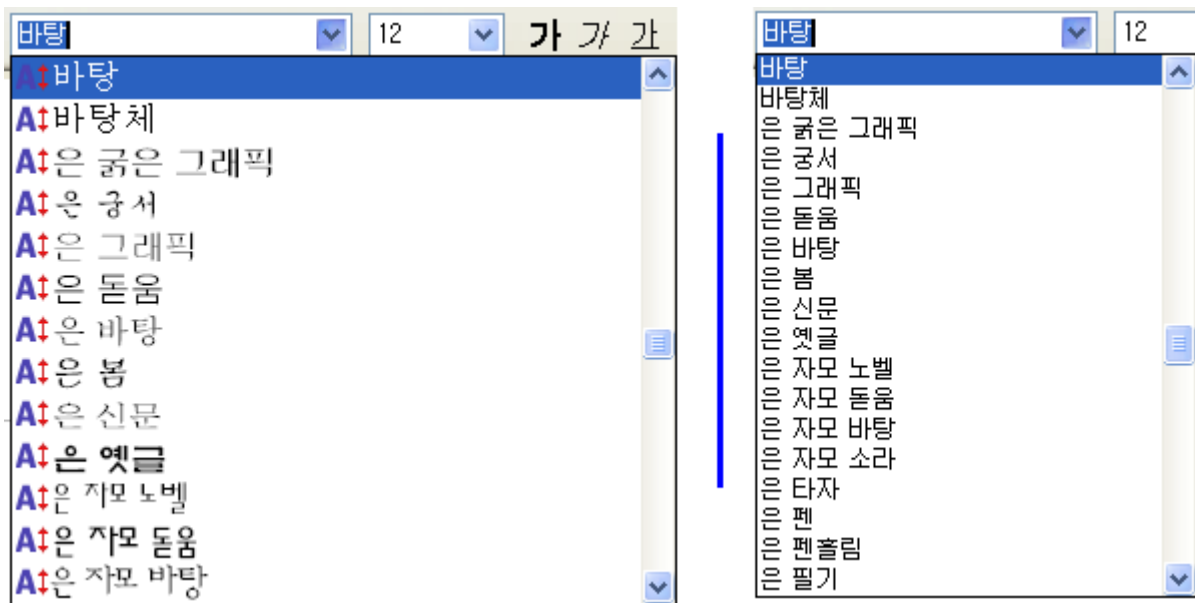 바탕 12 가 가 가
바탕
바탕체
은 굵은 그래픽
은 궁서
은 그래픽
은 돋움
은 바탕
은 봄
은 신문
은 옛글
은 자모 노벨
은 자모 돋움
은 자모 바탕
바탕 12
바탕
바탕체
은 굵은 그래픽
은 궁서
은 그래픽
은 돋움
은 바탕
은 봄
은 신문
은 옛글
은 자모 노벨
은 자모 돋움
은 자모 바탕
은 자모 소라
은 타자
은 펜
은 펜흘림
은 필기